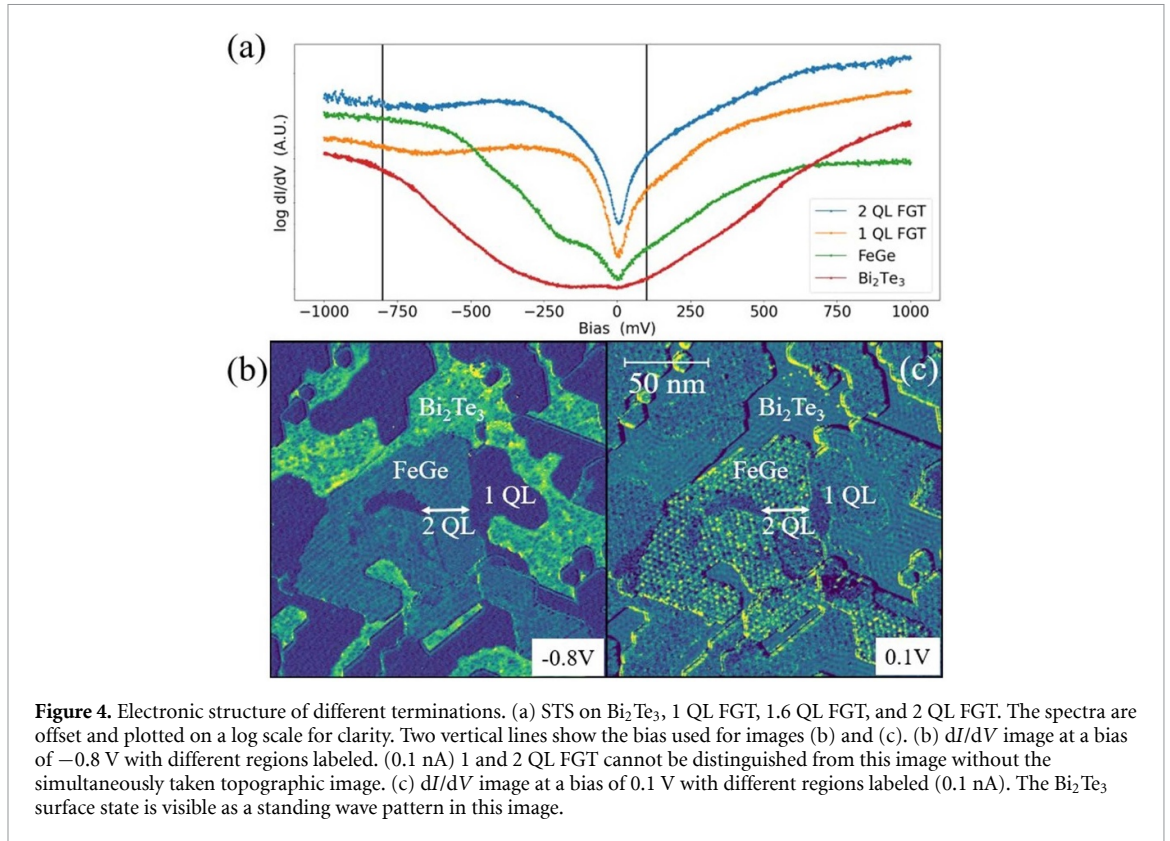 (a)
log dI/dV (A.U.)
2 QL FGT
1 QL FGT
FeGe
Bi₂Te₃
−1000 −750 −500 −250 0 250 500 750 1000
Bias (mV)
(b)
Bi₂Te₃
FeGe
1 QL
2 QL
-0.8V
50 nm
(c)
Bi₂Te₃
FeGe
1 QL
2 QL
0.1V
Figure 4. Electronic structure of different terminations. (a) STS on Bi₂Te₃, 1 QL FGT, 1.6 QL FGT, and 2 QL FGT. The spectra are
offset and plotted on a log scale for clarity. Two vertical lines show the bias used for images (b) and (c). (b) dI/dV image at a bias
of −0.8 V with different regions labeled. (0.1 nA) 1 and 2 QL FGT cannot be distinguished from this image without the
simultaneously taken topographic image. (c) dI/dV image at a bias of 0.1 V with different regions labeled (0.1 nA). The Bi₂Te₃
surface state is visible as a standing wave pattern in this image.